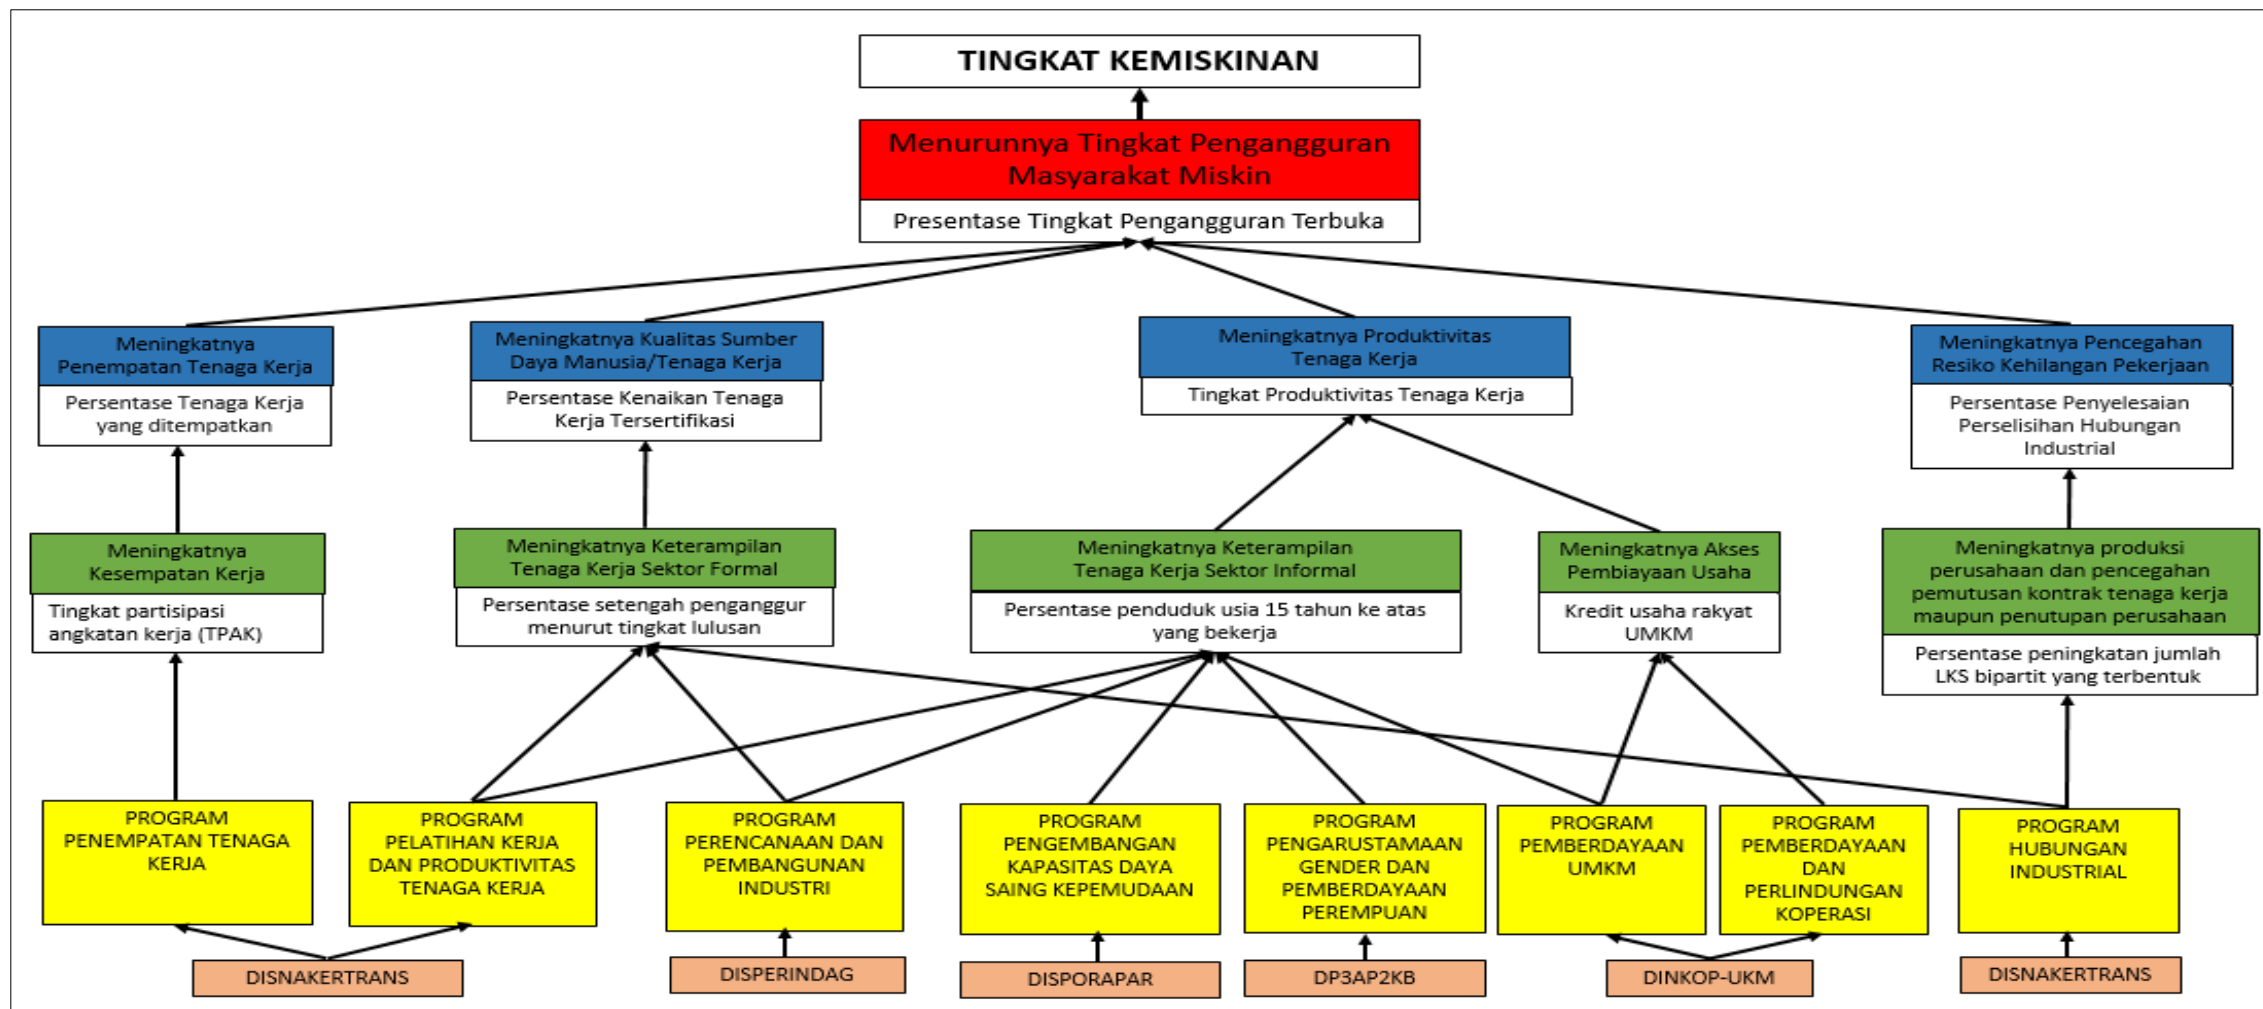 TINGKAT KEMISKINAN
Menurunnya Tingkat Pengangguran
Masyarakat Miskin
Presentase Tingkat Pengangguran Terbuka
Meningkatnya
Penempatan Tenaga Kerja
Persentase Tenaga Kerja
yang ditempatkan
Meningkatnya Kualitas Sumber
Daya Manusia/Tenaga Kerja
Persentase Kenaikan Tenaga
Kerja Tersertifikasi
Meningkatnya Produktivitas
Tenaga Kerja
Tingkat Produktivitas Tenaga Kerja
Meningkatnya Pencegahan
Resiko Kehilangan Pekerjaan
Persentase Penyelesaian
Perselisihan Hubungan
Industrial
Meningkatnya
Kesempatan Kerja
Tingkat partisipasi
angkatan kerja (TPAK)
Meningkatnya Keterampilan
Tenaga Kerja Sektor Formal
Persentase setengah penganggur
menurut tingkat lulusan
Meningkatnya Keterampilan
Tenaga Kerja Sektor Informal
Persentase penduduk usia 15 tahun ke atas
yang bekerja
Meningkatnya Akses
Pembiayaan Usaha
Kredit usaha rakyat
UMKM
Meningkatnya produksi
perusahaan dan pencegahan
pemutusan kontrak tenaga kerja
maupun penutupan perusahaan
Persentase peningkatan jumlah
LKS bipartit yang terbentuk
PROGRAM
PENEMPATAN TENAGA
KERJA
PROGRAM
PELATIHAN KERJA
DAN PRODUKTIVITAS
TENAGA KERJA
PROGRAM
PERENCANAAN DAN
PEMBANGUNAN
INDUSTRI
PROGRAM
PENGEMBANGAN
KAPASITAS DAYA
SAING KEPEMUDAAN
PROGRAM
PENGARUSTAMAAN
GENDER DAN
PEMBERDAYAAN
PEREMPUAN
PROGRAM
PEMBERDAYAAN
UMKM
PROGRAM
PEMBERDAYAAN
DAN
PERLINDUNGAN
KOPERASI
PROGRAM
HUBUNGAN
INDUSTRIAL
DISNAKERTRANS
DISPERINDAG
DISPORAPAR
DP3AP2KB
DINKOP-UKM
DISNAKERTRANS